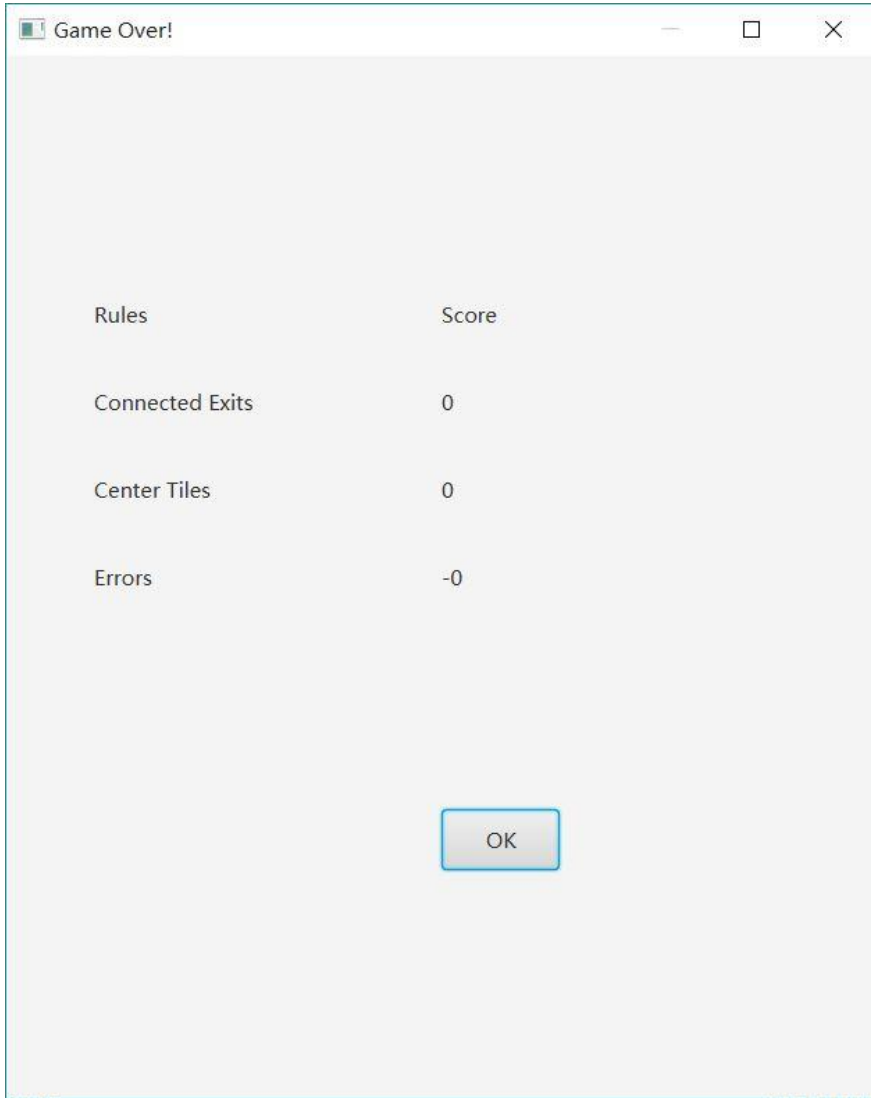 Game Over!
Rules Score
Connected Exits 0
Center Tiles 0
Errors -0
OK